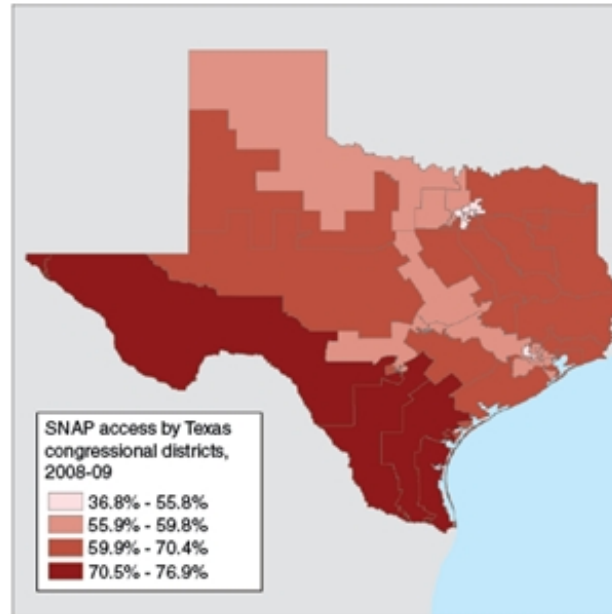 SNAP access by Texas
congressional districts,
2008-09
36.8% - 55.8%
55.9% - 59.8%
59.9% - 70.4%
70.5% - 76.9%